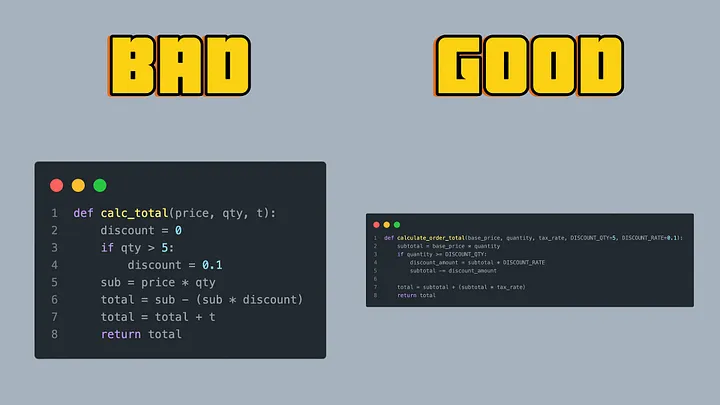 BAD
GOOD
1 def calc_total(price, qty, t):
2     discount = 0
3     if qty > 5:
4         discount = 0.1
5     sub = price * qty
6     total = sub - (sub * discount)
7     total = total + t
8     return total
1 def calculate_order_total(base_price, quantity, tax_rate, DISCOUNT_QTY=5, DISCOUNT_RATE=0.1):
2     subtotal = base_price * quantity
3     if quantity >= DISCOUNT_QTY:
4         discount_amount = subtotal * DISCOUNT_RATE
5         subtotal -= discount_amount
6
7     total = subtotal + (subtotal * tax_rate)
8     return total